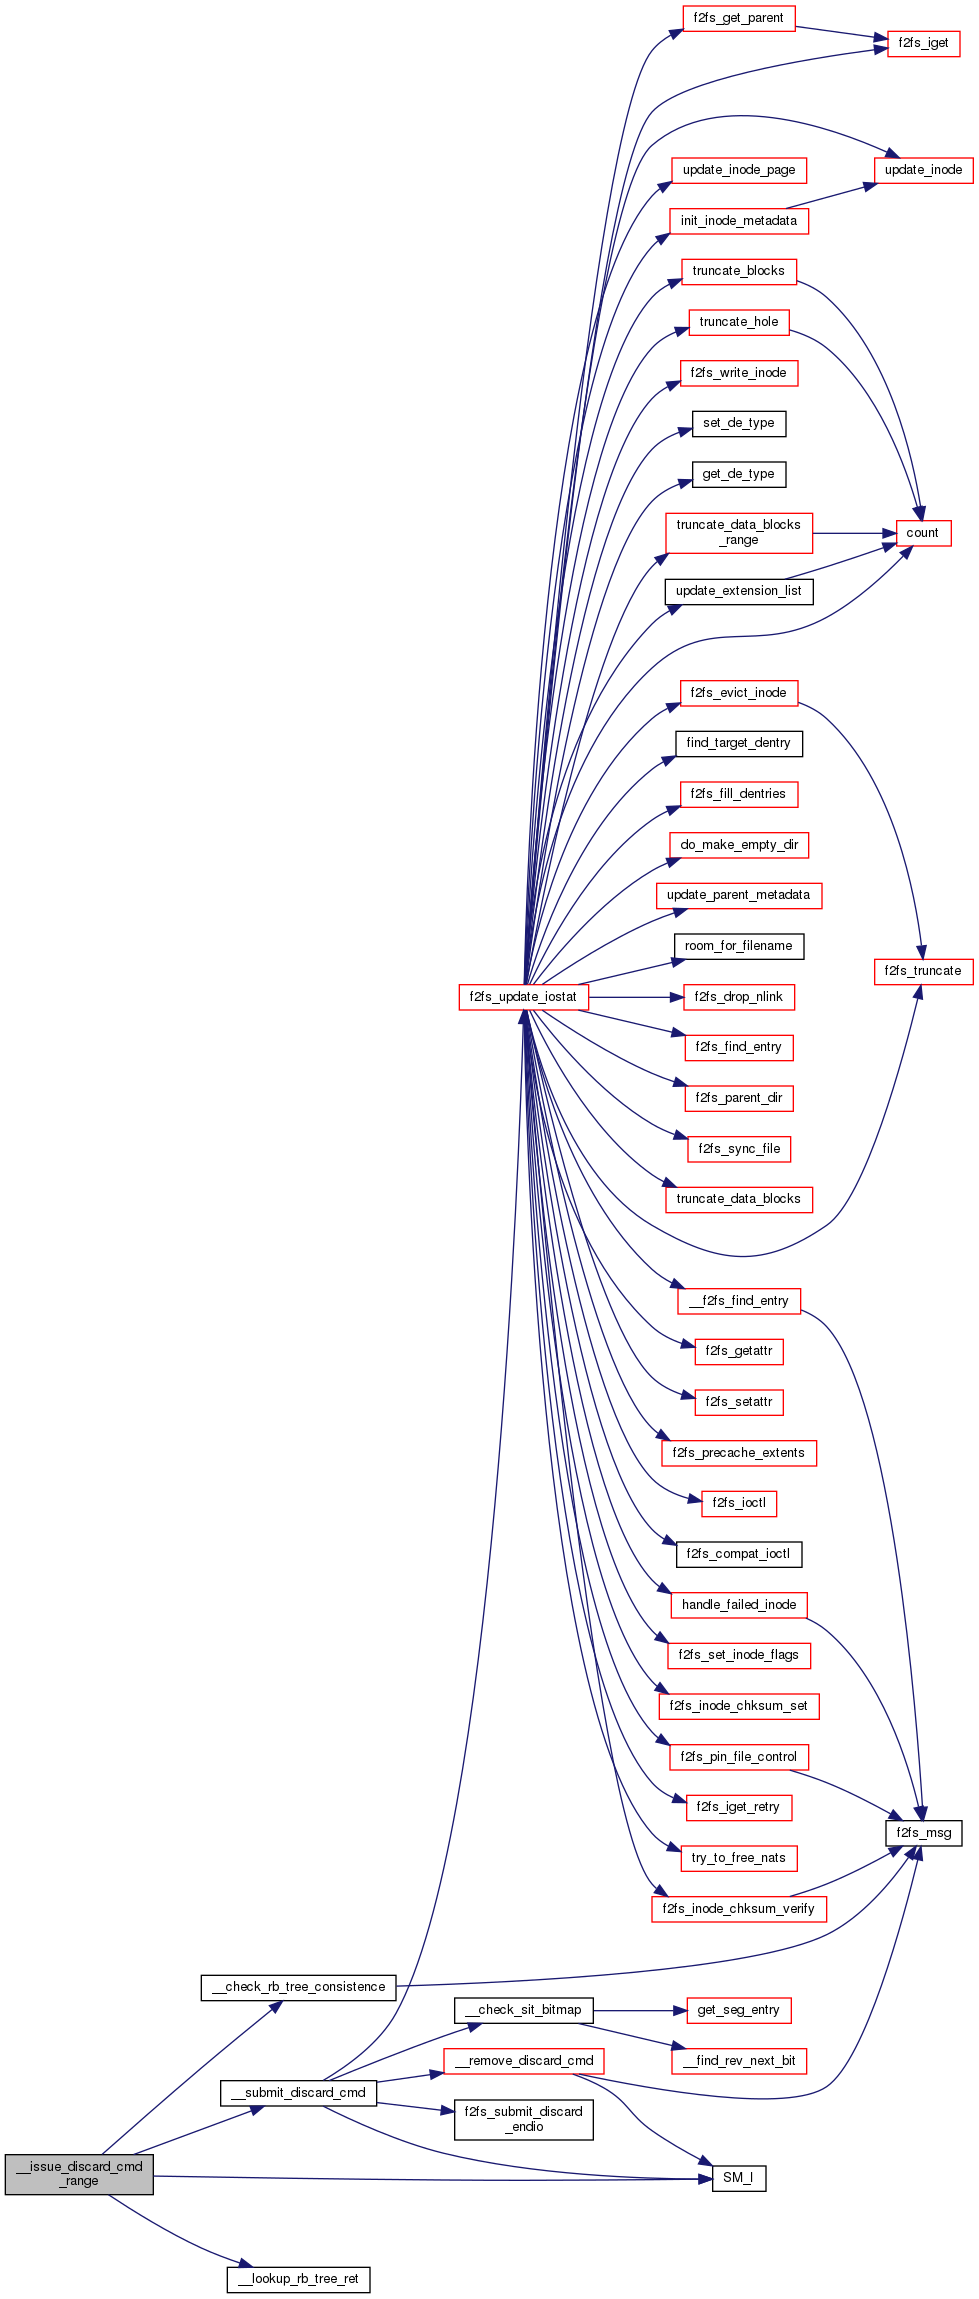 f2fs_get_parent
f2fs_iget
update_inode_page
update_inode
init_inode_metadata
truncate_blocks
truncate_hole
f2fs_write_inode
set_de_type
get_de_type
truncate_data_blocks
_range
count
update_extension_list
f2fs_evict_inode
find_target_dentry
f2fs_fill_dentries
do_make_empty_dir
update_parent_metadata
room_for_filename
f2fs_truncate
f2fs_update_iostat
f2fs_drop_nlink
f2fs_find_entry
f2fs_parent_dir
f2fs_sync_file
truncate_data_blocks
__f2fs_find_entry
f2fs_getattr
f2fs_setattr
f2fs_precache_extents
f2fs_ioctl
f2fs_compat_ioctl
handle_failed_inode
f2fs_set_inode_flags
f2fs_inode_chksum_set
f2fs_pin_file_control
f2fs_iget_retry
f2fs_msg
try_to_free_nats
f2fs_inode_chksum_verify
__check_rb_tree_consistence
__check_sit_bitmap
get_seg_entry
__remove_discard_cmd
__find_rev_next_bit
__submit_discard_cmd
f2fs_submit_discard
_endio
__issue_discard_cmd
_range
SM_I
__lookup_rb_tree_ret